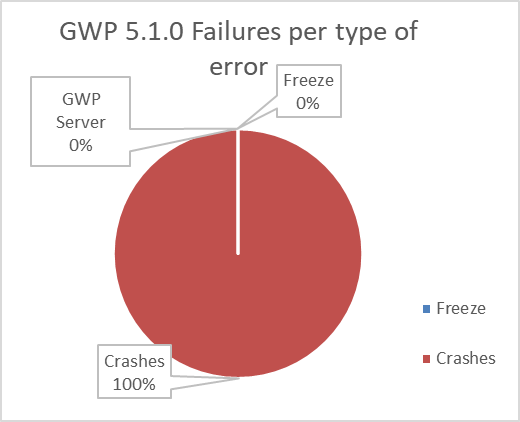 GWP 5.1.0 Failures per type of
error
Freeze
0%
GWP
Server
0%
Crashes
100%
Freeze
Crashes